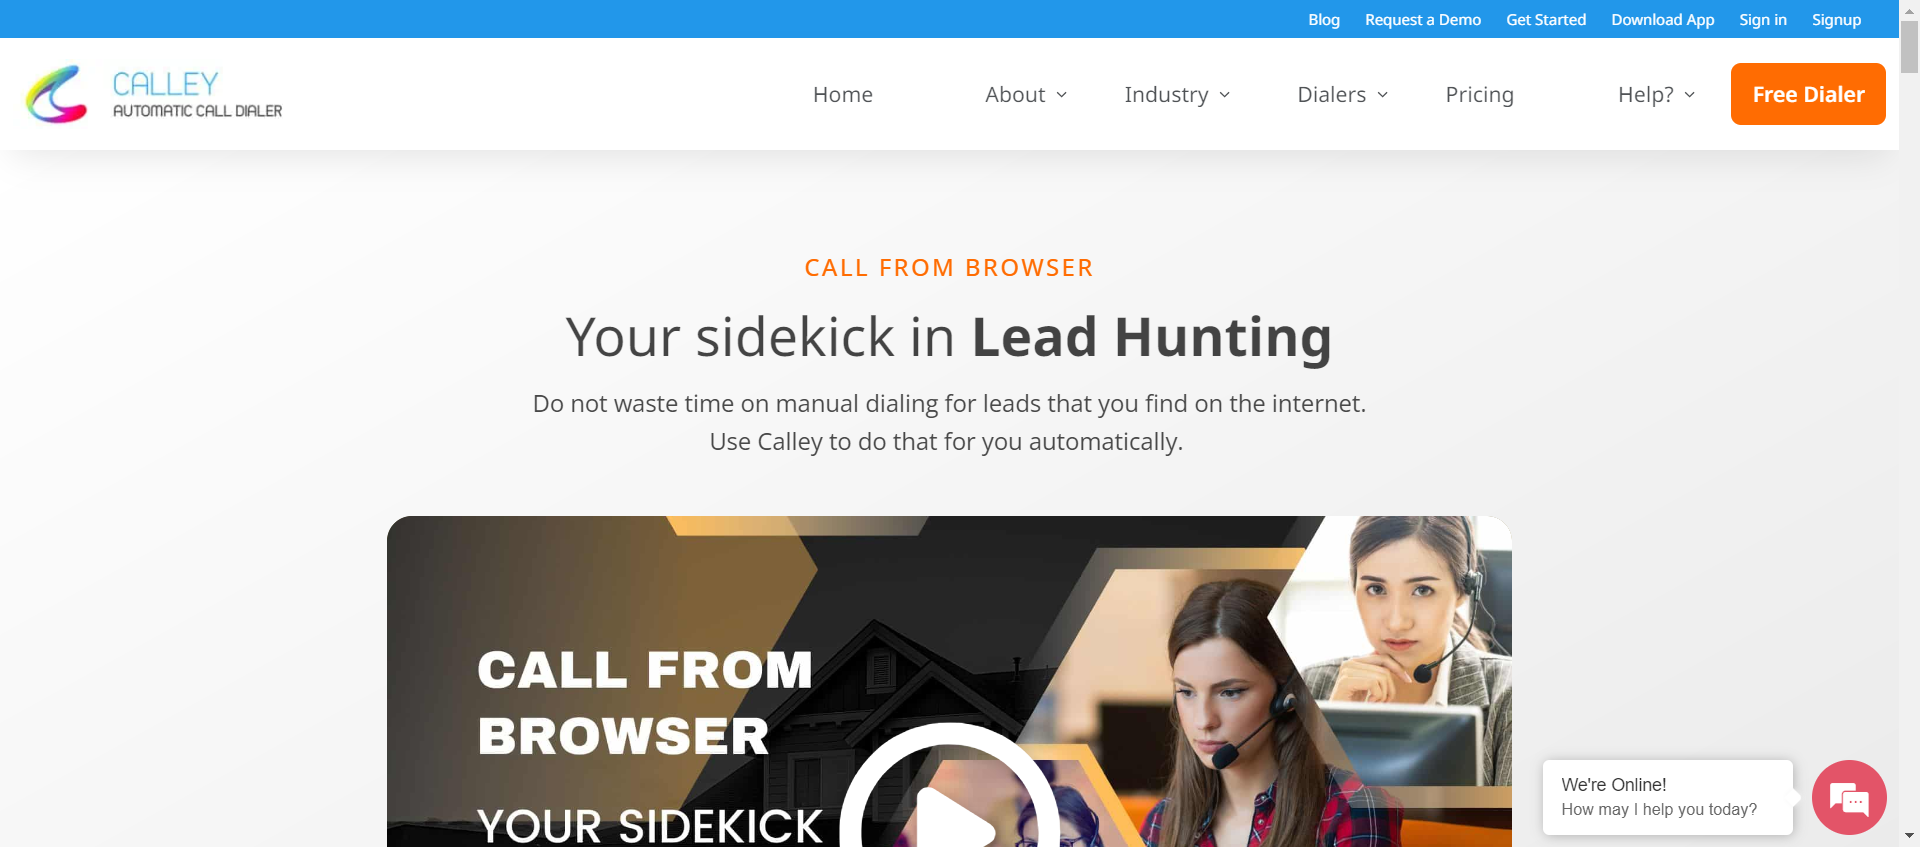 Blog Request a Demo Get Started Download App Sign in Signup
CALLEY
AUTOMATIC CALL DIALER
Home About Industry Dialers Pricing Help? Free Dialer
CALL FROM BROWSER
Your sidekick in Lead Hunting
Do not waste time on manual dialing for leads that you find on the internet.
Use Calley to do that for you automatically.
CALL FROM
BROWSER
YOUR SIDEKICK
We're Online!
How may I help you today?